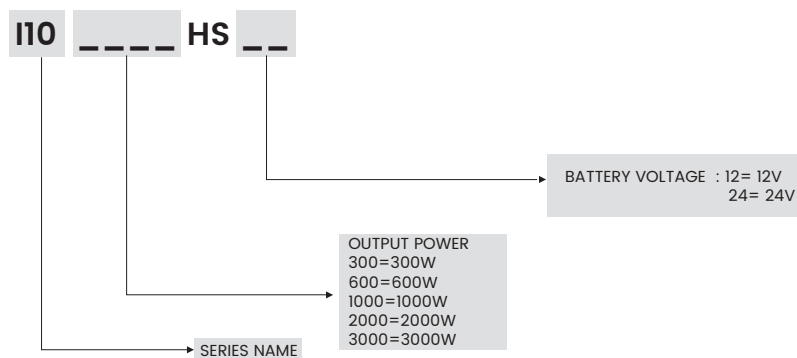 I10 _ _ _ _ HS _ _
BATTERY VOLTAGE : 12= 12V
24= 24V
OUTPUT POWER
300=300W
600=600W
1000=1000W
2000=2000W
3000=3000W
SERIES NAME